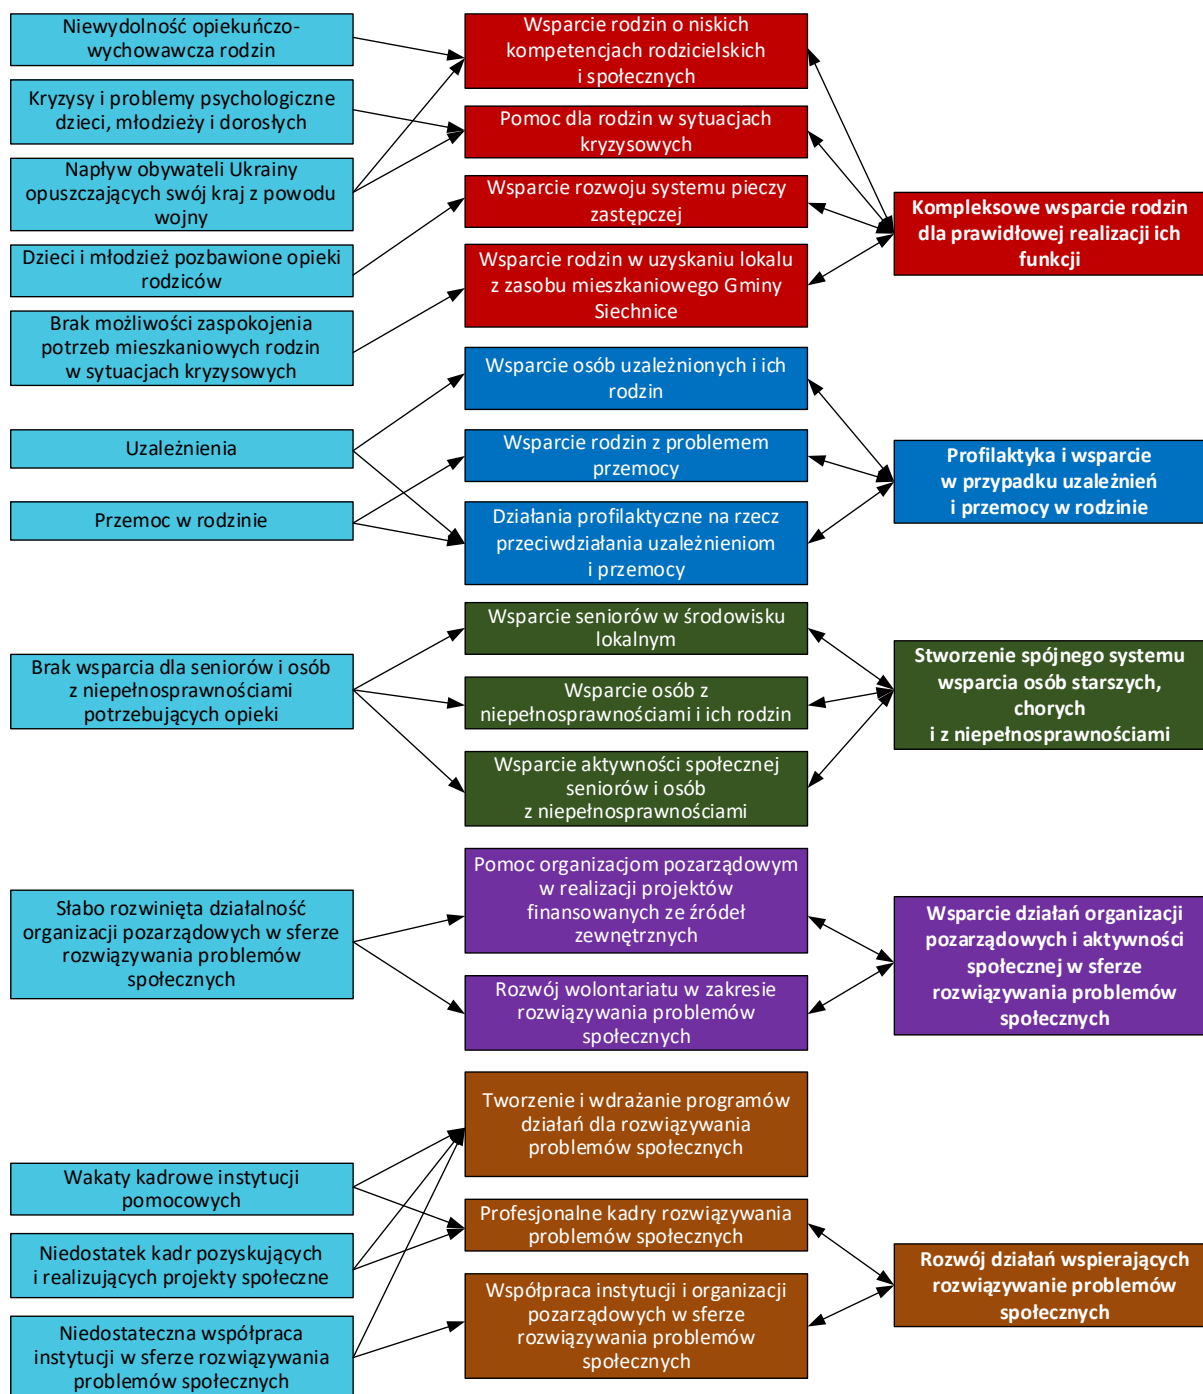 Niewydolność opiekuńczo-
wychowawcza rodzin
Kryzysy i problemy psychologiczne
dzieci, młodzieży i dorosłych
Napływ obywateli Ukrainy
opuszczających swój kraj z powodu
wojny
Dzieci i młodzież pozbawione opieki
rodziców
Brak możliwości zaspokojenia
potrzeb mieszkaniowych rodzin
w sytuacjach kryzysowych
Wsparcie rodzin o niskich
kompetencjach rodzicielskich
i społecznych
Pomoc dla rodzin w sytuacjach
kryzysowych
Wsparcie rozwoju systemu pieczy
zastępczej
Wsparcie rodzin w uzyskaniu lokalu
z zasobu mieszkaniowego Gminy
Siechnice
Kompleksowe wsparcie rodzin
dla prawidłowej realizacji ich
funkcji
Uzależnienia
Przemoc w rodzinie
Wsparcie osób uzależnionych i ich
rodzin
Wsparcie rodzin z problemem
przemocy
Działania profilaktyczne na rzecz
przeciwdziałania uzależnieniom
i przemocy
Profilaktyka i wsparcie
w przypadku uzależnień
i przemocy w rodzinie
Brak wsparcia dla seniorów i osób
z niepełnosprawnościami
potrzebujących opieki
Wsparcie seniorów w środowisku
lokalnym
Wsparcie osób z
niepełnosprawnościami i ich rodzin
Wsparcie aktywności społecznej
seniorów i osób
z niepełnosprawnościami
Stworzenie spójnego systemu
wsparcia osób starszych,
chorych
i z niepełnosprawnościami
Słabo rozwinięta działalność
organizacji pozarządowych w sferze
rozwiązywania problemów
społecznych
Pomoc organizacjom pozarządowym
w realizacji projektów
finansowanych ze źródeł
zewnętrznych
Rozwój wolontariatu w zakresie
rozwiązywania problemów
społecznych
Wsparcie działań organizacji
pozarządowych i aktywności
społecznej w sferze
rozwiązywania problemów
społecznych
Wakaty kadrowe instytucji
pomocowych
Niedostatek kadr pozyskujących
i realizujących projekty społeczne
Niedostateczna współpraca
instytucji w sferze rozwiązywania
problemów społecznych
Tworzenie i wdrażanie programów
działań dla rozwiązywania
problemów społecznych
Profesjonalne kadry rozwiązywania
problemów społecznych
Współpraca instytucji i organizacji
pozarządowych w sferze
rozwiązywania problemów
społecznych
Rozwój działań wspierających
rozwiązywanie problemów
społecznych